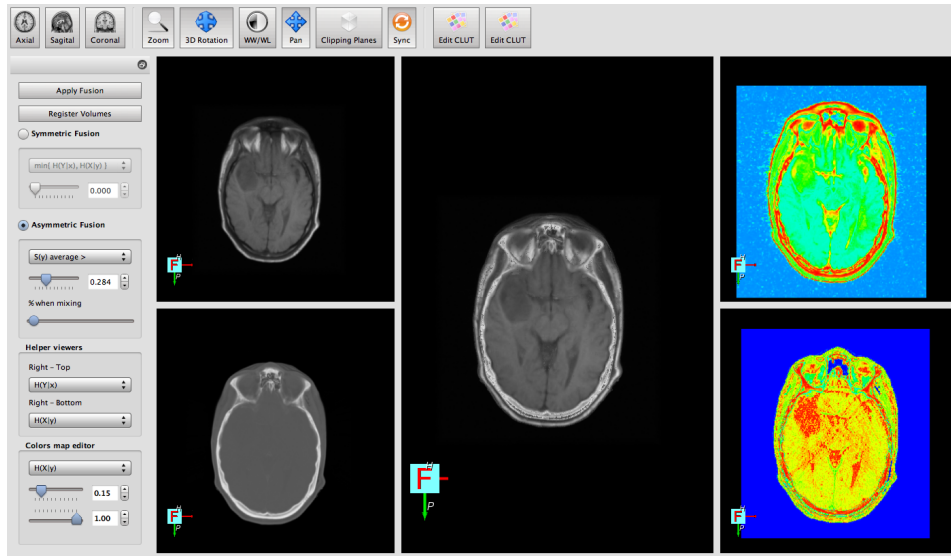 Axial Sagital Coronal Zoom 3D Rotation WW/WL Pan Clipping Planes Sync Edit CLUT Edit CLUT
Apply Fusion
Register Volumes
Symmetric Fusion
min{ H(Y|x), H(X|y) }
0.000
Asymmetric Fusion
S(y) average >
0.284
% when mixing
Helper viewers
Right – Top
H(Y|x)
Right – Bottom
H(X|y)
Colors map editor
H(X|y)
0.15
1.00
H
F
P
H
F
P
H
F
P
H
F
P
H
F
P